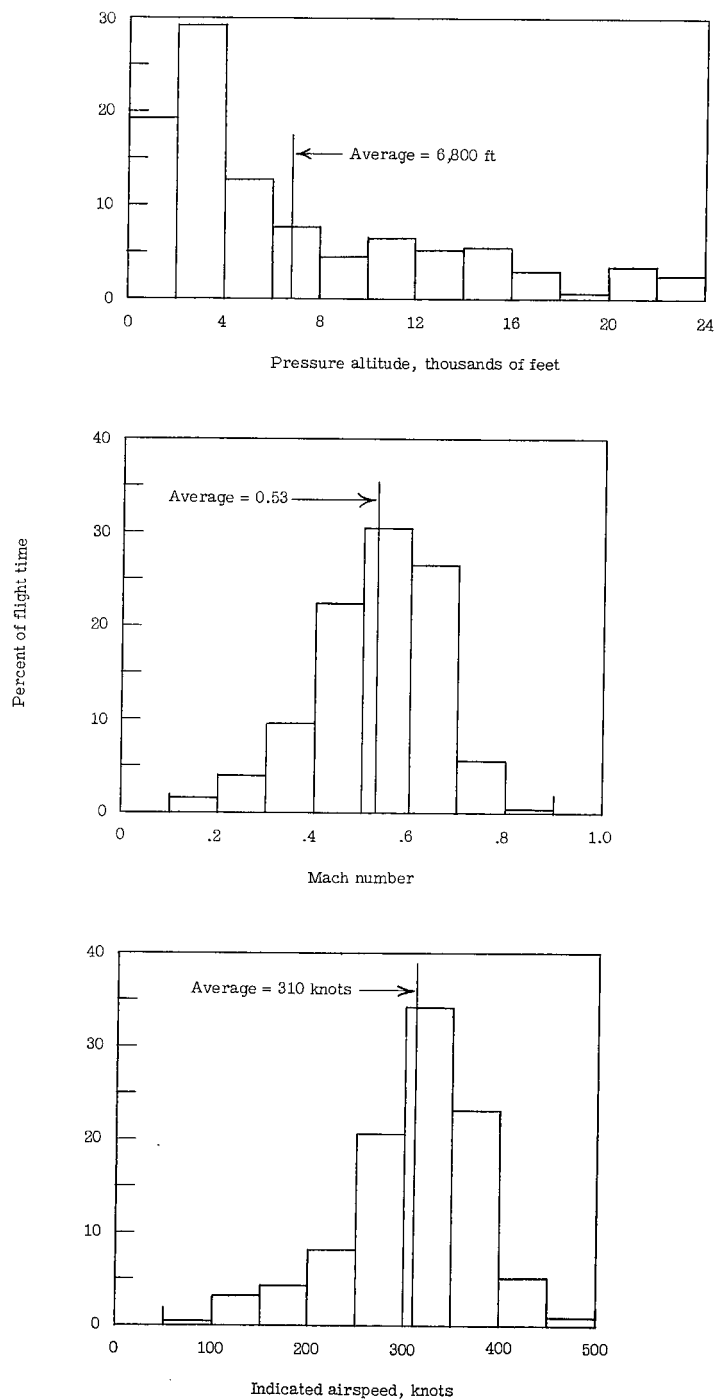 30
20
Average = 6,800 ft
10
0
0 4 8 12 16 20 24
Pressure altitude, thousands of feet
Percent of flight time
40
Average = 0.53
30
20
10
0
0 .2 .4 .6 .8 1.0
Mach number
40
Average = 310 knots
30
20
10
0
0 100 200 300 400 500
Indicated airspeed, knots